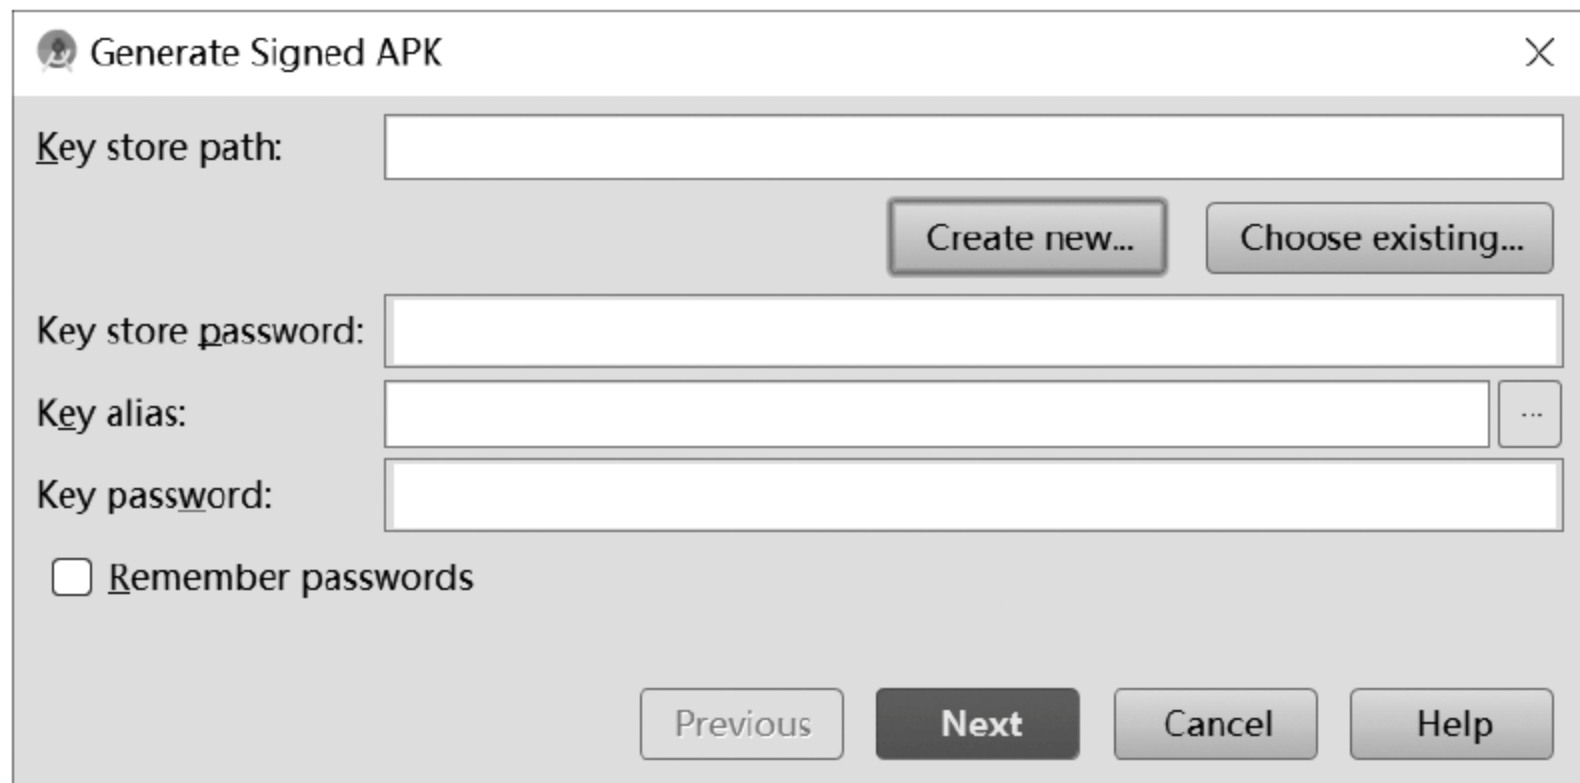 Generate Signed APK
Key store path:
Create new... Choose existing...
Key store password:
Key alias: ...
Key password:
Remember passwords
Previous Next Cancel Help